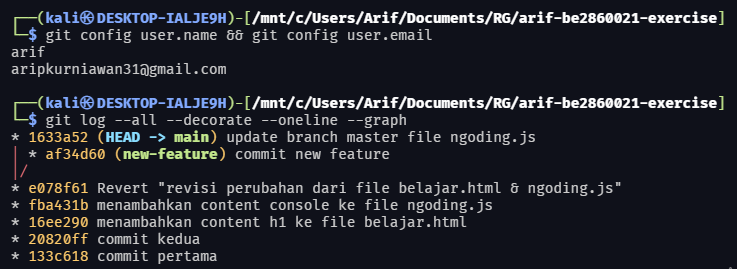 ┌──(kali㉿DESKTOP-IALJE9H)-[/mnt/c/Users/Arif/Documents/RG/arif-be2860021-exercise]
└─$ git config user.name && git config user.email
arif
aripkurniawan31@gmail.com
┌──(kali㉿DESKTOP-IALJE9H)-[/mnt/c/Users/Arif/Documents/RG/arif-be2860021-exercise]
└─$ git log --all --decorate --oneline --graph
* 1633a52 (HEAD -> main) update branch master file ngoding.js
| * af34d60 (new-feature) commit new feature
|/
* e078f61 Revert "revisi perubahan dari file belajar.html & ngoding.js"
* fba431b menambahkan content console ke file ngoding.js
* 16ee290 menambahkan content h1 ke file belajar.html
* 20820ff commit kedua
* 133c618 commit pertama